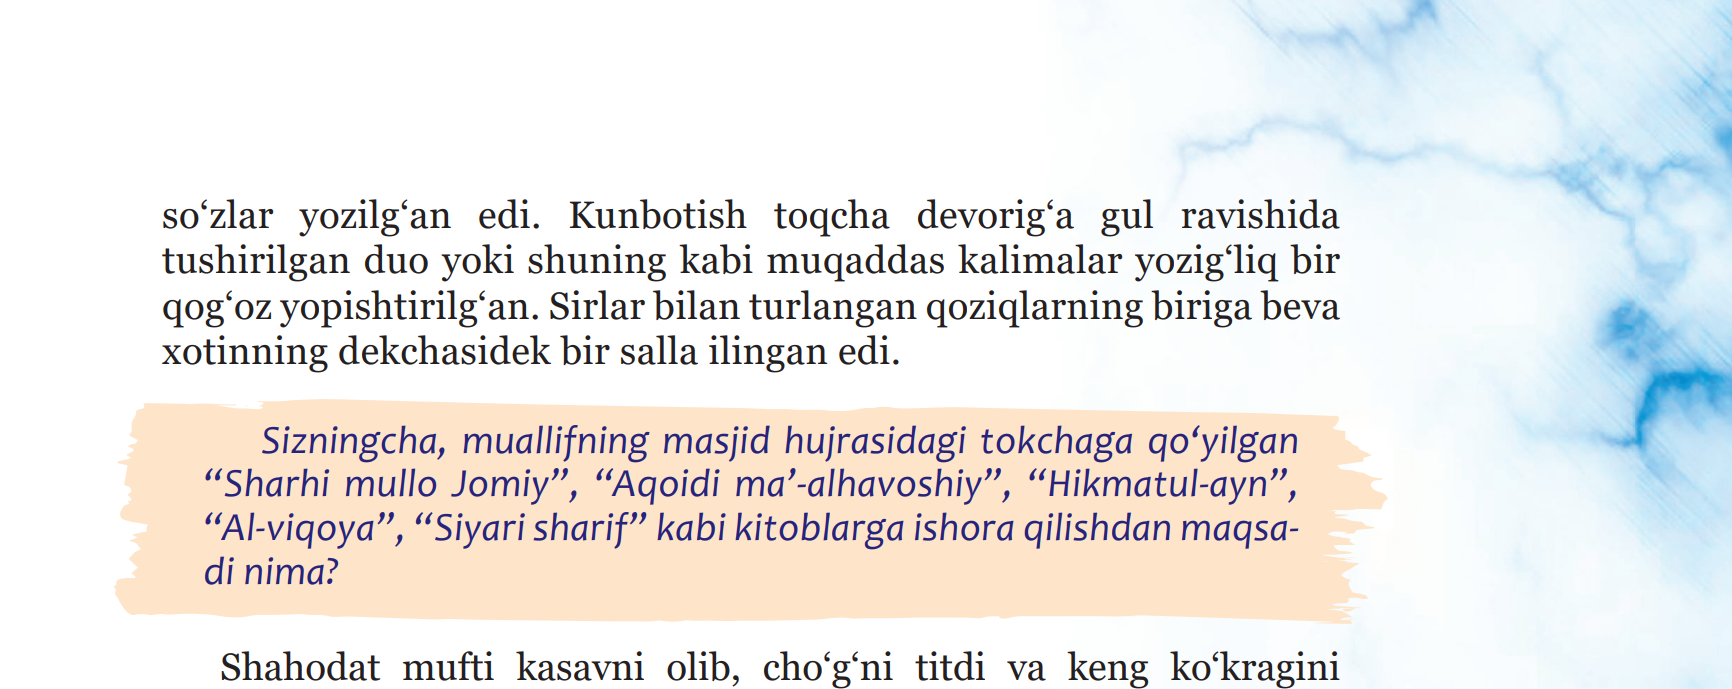 so‘zlar yozilg‘an edi. Kunbotish toqcha devorig‘a gul ravishida
tushirilgan duo yoki shuning kabi muqaddas kalimalar yozig‘liq bir
qog‘oz yopishtirilg‘an. Sirlar bilan turlangan qoziqlarning biriga beva
xotinning dekchasidek bir salla ilingan edi.
Sizningcha, muallifning masjid hujrasidagi tokchaga qo‘yilgan
“Sharhi mullo Jomiy”, “Aqoidi ma’-alhavoshiy”, “Hikmatul-ayn”,
“Al-viqoya”, “Siyari sharif” kabi kitoblarga ishora qilishdan maqsa-
di nima?
Shahodat mufti kasavni olib, cho‘g‘ni titdi va keng ko‘kragini